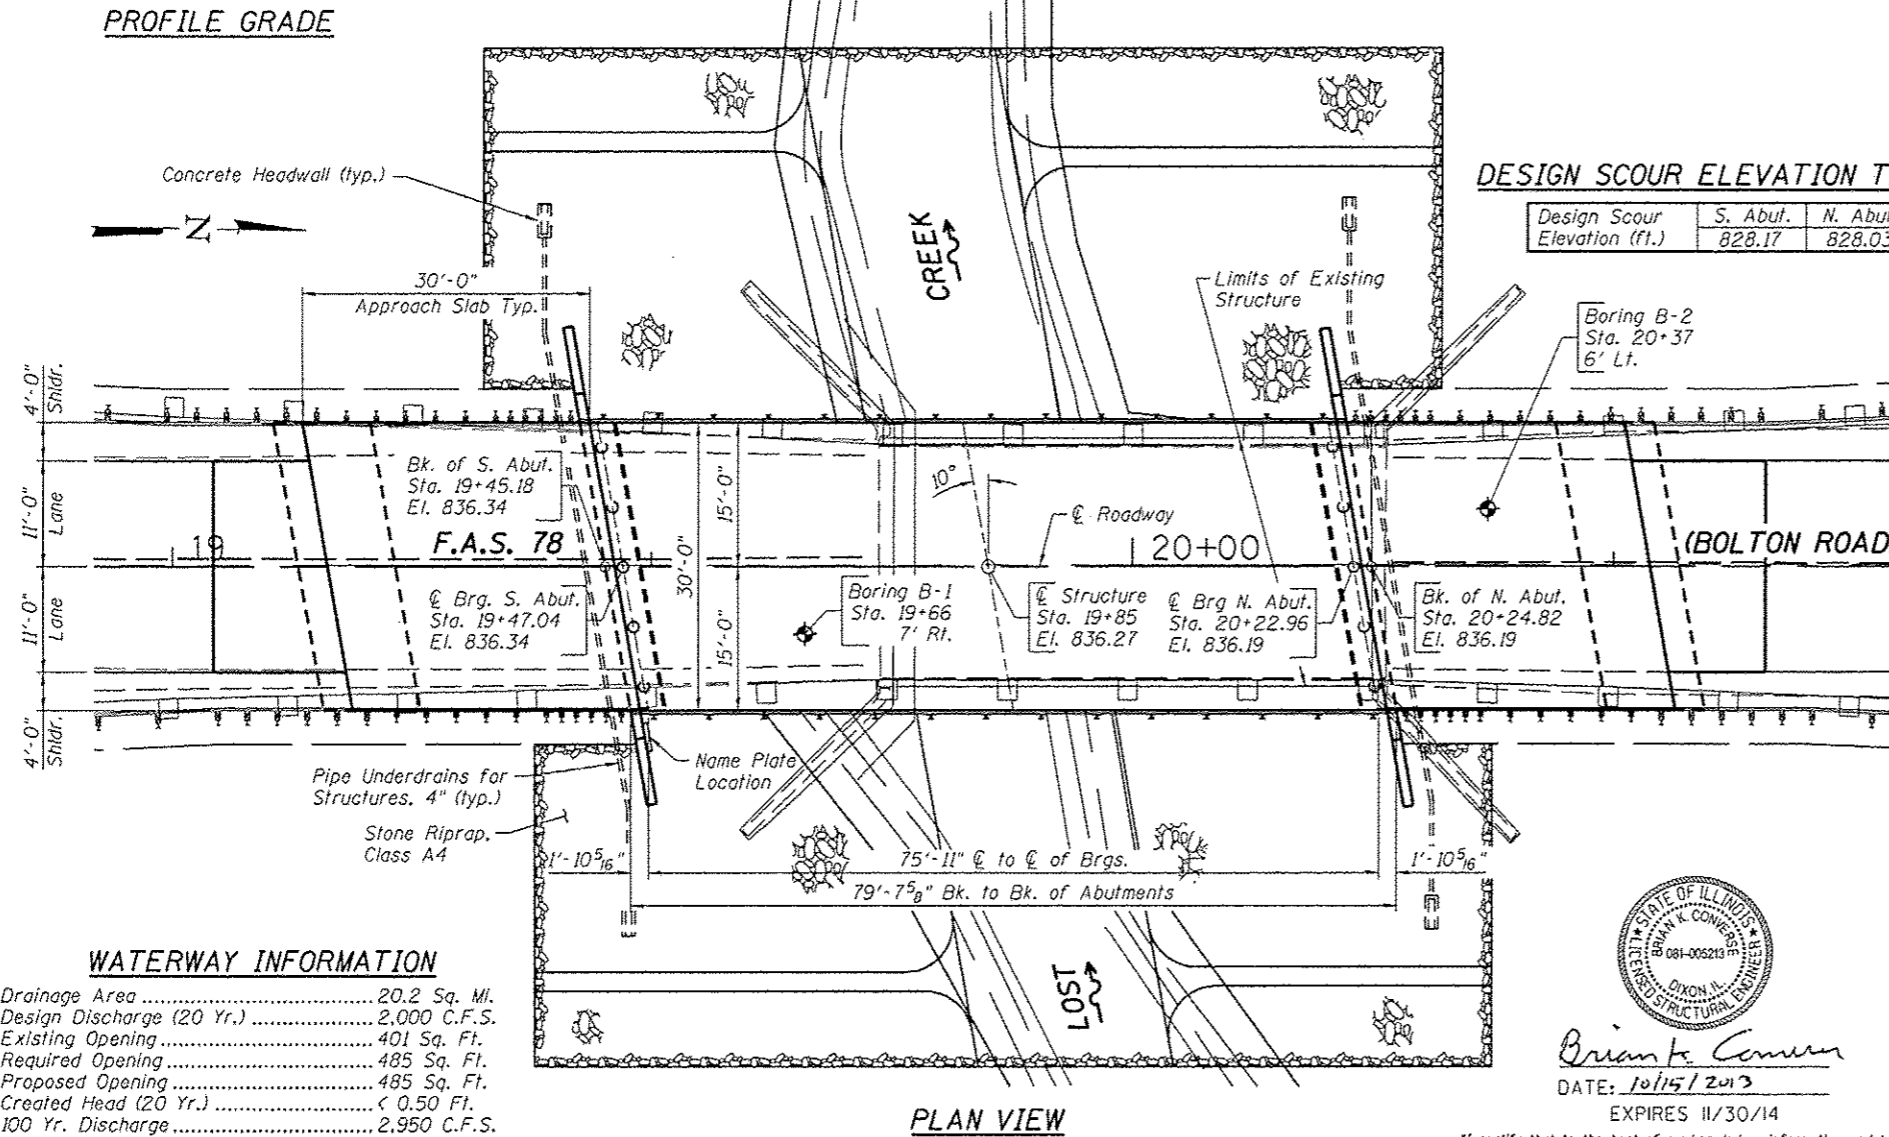 PROFILE GRADE
Concrete Headwall (typ.)
N
30'-0"
Approach Slab Typ.
CREEK
Limits of Existing
Structure
DESIGN SCOUR ELEVATION T
Design Scour
Elevation (ft.)
S. Abut.
828.17
N. Abut
828.03
Boring B-2
Sta. 20+37
6' Lt.
4'-0"
Shldr.
11'-0"
Lane
11'-0"
Lane
4'-0"
Shldr.
Bk. of S. Abut.
Sta. 19+45.18
El. 836.34
15'-0"
10°
℄ Roadway
19
F.A.S. 78
20+00
(BOLTON ROAD
30'-0"
℄ Brg. S. Abut.
Sta. 19+47.04
El. 836.34
15'-0"
Boring B-1
Sta. 19+66
7' Rt.
℄ Structure
Sta. 19+85
El. 836.27
℄ Brg N. Abut.
Sta. 20+22.96
El. 836.19
Bk. of N. Abut.
Sta. 20+24.82
El. 836.19
Name Plate
Location
Pipe Underdrains for
Structures, 4" (typ.)
Stone Riprap,
Class A4
1'-10 5/16"
75'-11" ℄ to ℄ of Brgs.
1'-10 5/16"
79'-7 5/8" Bk. to Bk. of Abutments
LOST
WATERWAY INFORMATION
Drainage Area .................................. 20.2 Sq. Mi.
Design Discharge (20 Yr.) .................. 2,000 C.F.S.
Existing Opening ................................ 401 Sq. Ft.
Required Opening ............................... 485 Sq. Ft.
Proposed Opening .............................. 485 Sq. Ft.
Created Head (20 Yr.) ........................ < 0.50 Ft.
100 Yr. Discharge .............................. 2,950 C.F.S.
PLAN VIEW
STATE OF ILLINOIS
BRIAN K. CONVERSE
081-005213
DIXON, IL
LICENSED STRUCTURAL ENGINEER
Brian K. Converse
DATE: 10/15/2013
EXPIRES 11/30/14